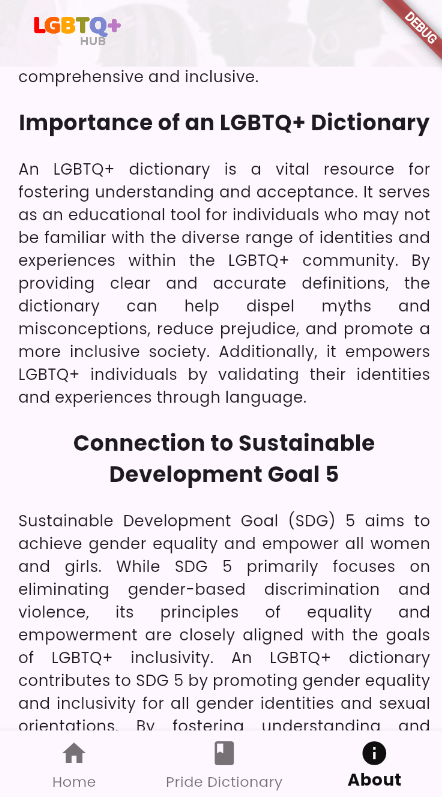 LGBTQ+
HUB
DEBUG
comprehensive and inclusive.
Importance of an LGBTQ+ Dictionary
An LGBTQ+ dictionary is a vital resource for
fostering understanding and acceptance. It serves
as an educational tool for individuals who may not
be familiar with the diverse range of identities and
experiences within the LGBTQ+ community. By
providing clear and accurate definitions, the
dictionary can help dispel myths and
misconceptions, reduce prejudice, and promote a
more inclusive society. Additionally, it empowers
LGBTQ+ individuals by validating their identities
and experiences through language.
Connection to Sustainable
Development Goal 5
Sustainable Development Goal (SDG) 5 aims to
achieve gender equality and empower all women
and girls. While SDG 5 primarily focuses on
eliminating gender-based discrimination and
violence, its principles of equality and
empowerment are closely aligned with the goals
of LGBTQ+ inclusivity. An LGBTQ+ dictionary
contributes to SDG 5 by promoting gender equality
and inclusivity for all gender identities and sexual
orientations. By fostering understanding and
Home
Pride Dictionary
About